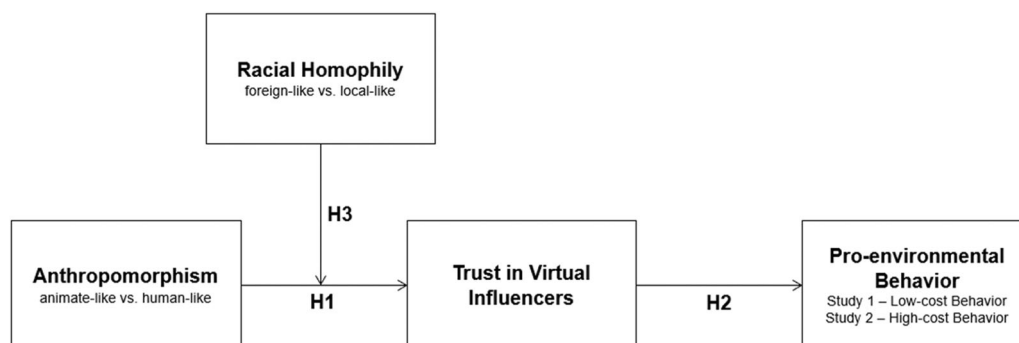 Racial Homophily
foreign-like vs. local-like
H3
Anthropomorphism
animate-like vs. human-like
H1
Trust in Virtual
Influencers
H2
Pro-environmental
Behavior
Study 1 – Low-cost Behavior
Study 2 – High-cost Behavior